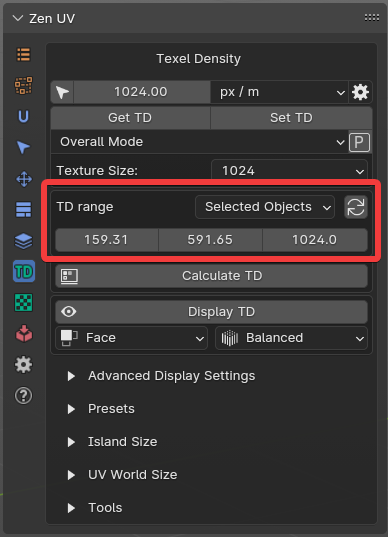 Zen UV
Texel Density
1024.00 px / m
Get TD Set TD
Overall Mode P
Texture Size: 1024
TD range Selected Objects
159.31 591.65 1024.0
Calculate TD
Display TD
Face Balanced
TD
Advanced Display Settings
Presets
Island Size
UV World Size
Tools